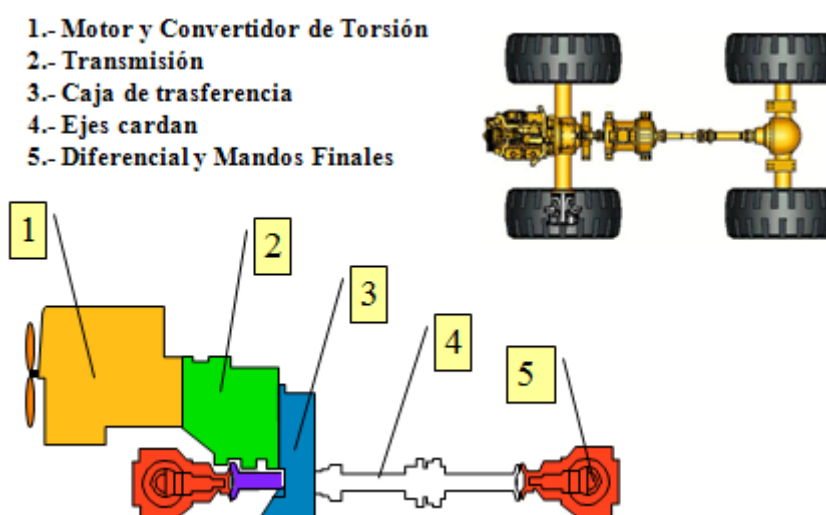 1.- Motor y Convertidor de Torsión
2.- Transmisión
3.- Caja de trasferencia
4.- Ejes cardan
5.- Diferencial y Mandos Finales
1
2
3
4
5